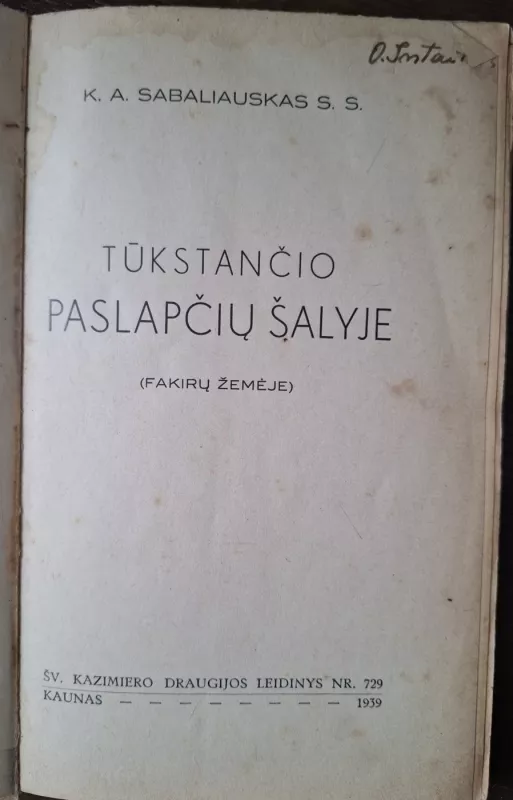 K. A. SABALIAUSKAS S. S.
TŪKSTANČIO
PASLAPČIŲ ŠALYJE
(FAKIRŲ ŽEMĖJE)
ŠV. KAZIMIERO DRAUGIJOS LEIDINYS NR. 729
KAUNAS — — — — — — — — 1939